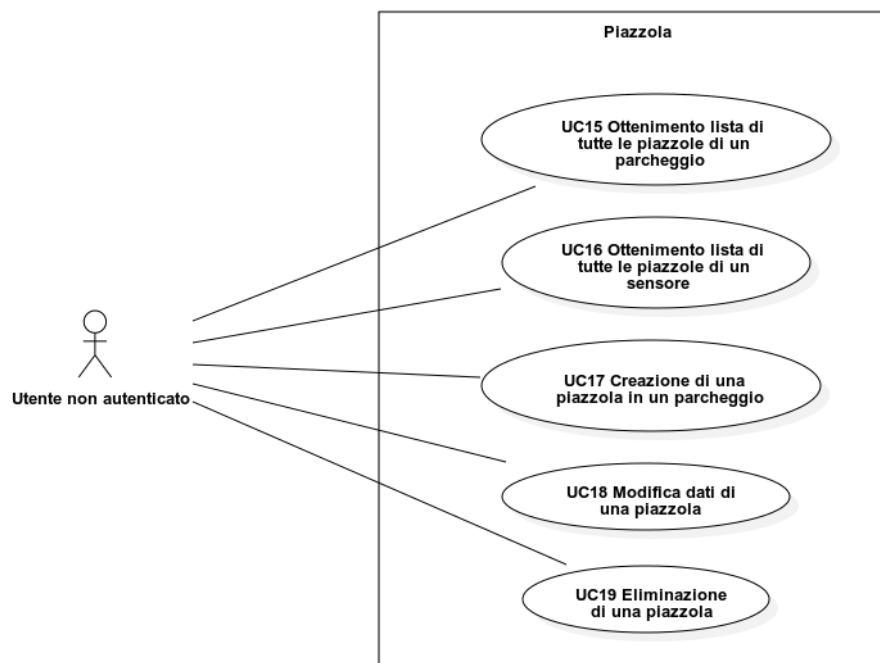 Piazzola
UC15 Ottenimento lista di
tutte le piazzole di un
parcheggio
UC16 Ottenimento lista di
tutte le piazzole di un
sensore
UC17 Creazione di una
piazzola in un parcheggio
Utente non autenticato
UC18 Modifica dati di
una piazzola
UC19 Eliminazione
di una piazzola